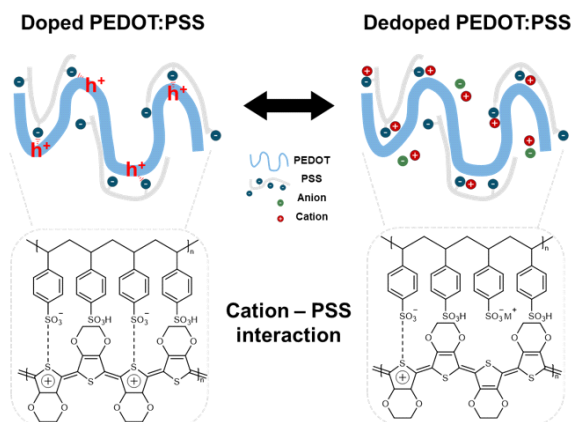 Doped PEDOT:PSS
Dedoped PEDOT:PSS
h⁺
h⁺
h⁺
h⁺
PEDOT
PSS
Anion
Cation
Cation – PSS
interaction
n
SO₃⁻
SO₃H
SO₃⁻
SO₃H
O
O
O
O
S
S
S
S
n
O
O
O
O
n
SO₃⁻
SO₃H
SO₃⁻M⁺
SO₃H
O
O
O
O
S
S
S
S
n
O
O
O
O